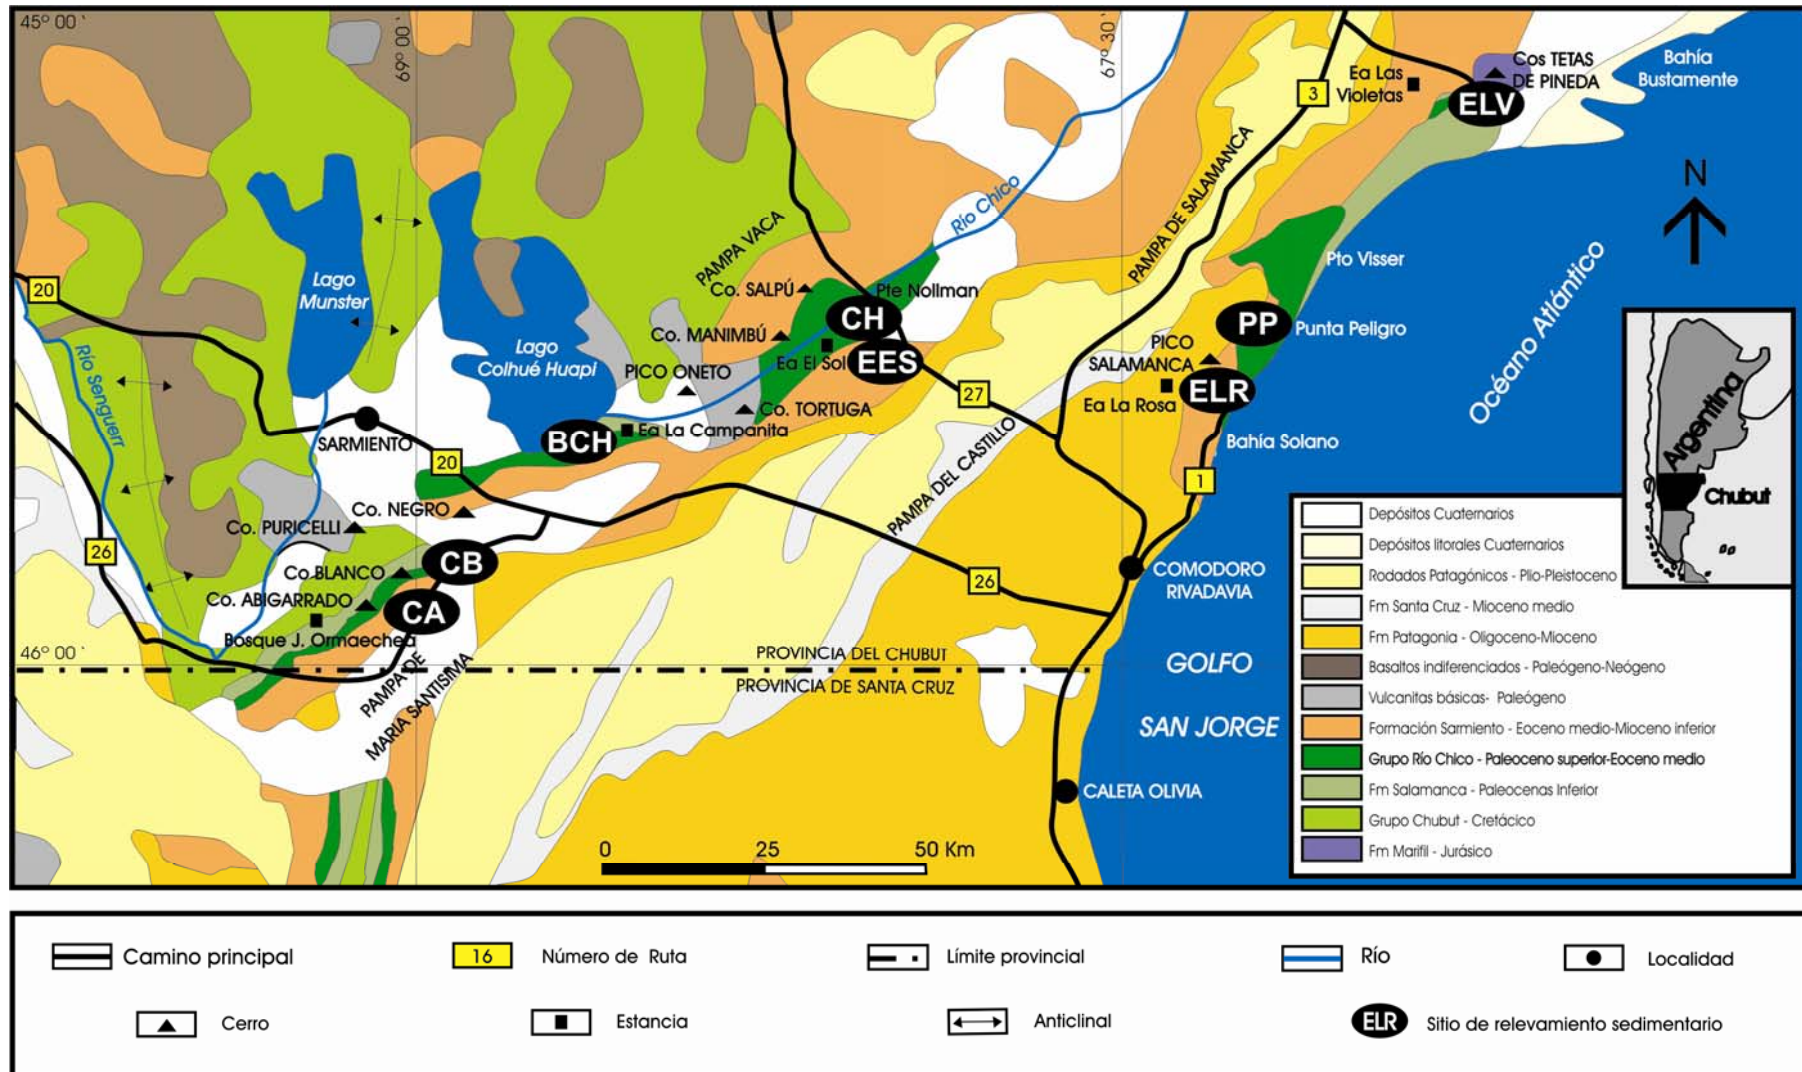 45° 00 `
69° 00 `
67° 30 `
46° 00 `
Bahía
Bustamente
Cos TETAS
DE PINEDA
Ea Las
Violetas
ELV
3
PAMPA DE SALAMANCA
Río Chico
PAMPA VACA
Pto Visser
Océano Atlántico
N
20
Lago
Munster
Lago
Colhué Huapi
Co. SALPÚ
Pte Nollman
CH
Co. MANIMBÚ
Ea El Sol
EES
PP
Punta Peligro
PICO
SALAMANCA
ELR
Ea La Rosa
Bahía Solano
PICO ONETO
Co. TORTUGA
27
Río Senguerr
SARMIENTO
BCH
Ea La Campanita
20
PAMPA DEL CASTILLO
1
Co. NEGRO
Co. PURICELLI
26
CB
Co BLANCO
Co. ABIGARRADO
CA
Bosque J. Ormaechea
26
COMODORO
RIVADAVIA
PAMPA DE
MARIA SANTISIMA
PROVINCIA DEL CHUBUT
PROVINCIA DE SANTA CRUZ
GOLFO
SAN JORGE
CALETA OLIVIA
0 25 50 Km
Argentina
Chubut
Depósitos Cuaternarios
Depósitos litorales Cuaternarios
Rodados Patagónicos - Plio-Pleistoceno
Fm Santa Cruz - Mioceno medio
Fm Patagonia - Oligoceno-Mioceno
Basaltos indiferenciados - Paleógeno-Neógeno
Vulcanitas básicas- Paleógeno
Formación Sarmiento - Eoceno medio-Mioceno inferior
Grupo Río Chico - Paleoceno superior-Eoceno medio
Fm Salamanca - Paleocenas Inferior
Grupo Chubut - Cretácico
Fm Marifil - Jurásico
Camino principal
16 Número de Ruta
Límite provincial
Río
Localidad
Cerro
Estancia
Anticlinal
ELR Sitio de relevamiento sedimentario